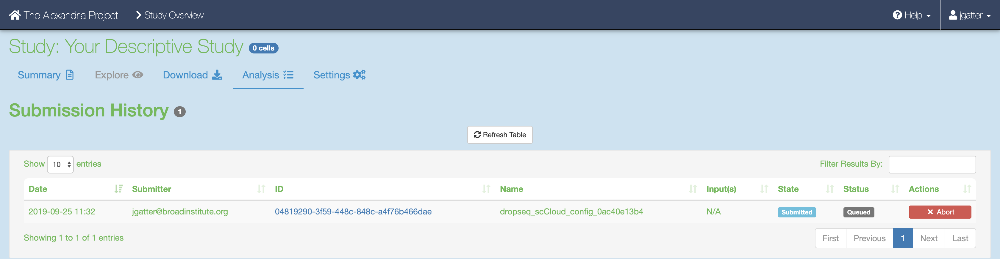 The Alexandria Project Study Overview Help jgatter
Study: Your Descriptive Study 0 cells
Summary Explore Download Analysis Settings
Submission History 1
Refresh Table
Show 10 entries Filter Results By:
Date Submitter ID Name Input(s) State Status Actions
2019-09-25 11:32 jgatter@broadinstitute.org 04819290-3f59-448c-848c-a4f76b466dae dropseq_scCloud_config_0ac40e13b4 N/A Submitted Queued Abort
Showing 1 to 1 of 1 entries First Previous 1 Next Last